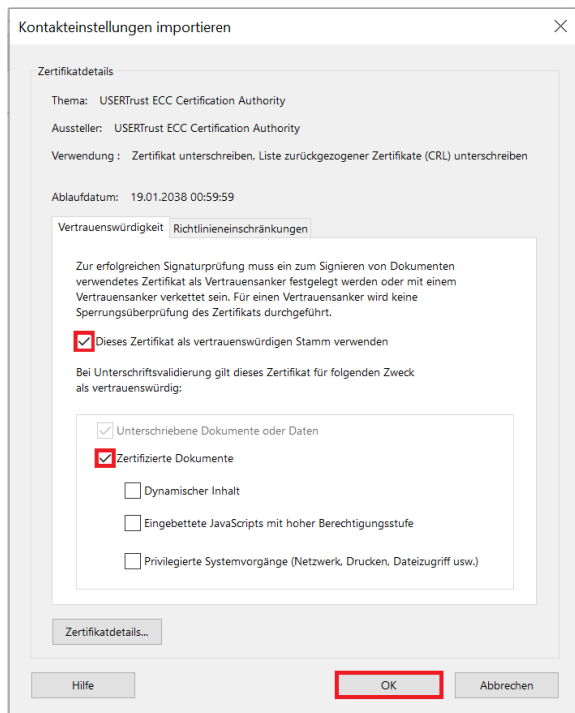 Kontakteinstellungen importieren
Zertifikatdetails
Thema: USERTrust ECC Certification Authority
Aussteller: USERTrust ECC Certification Authority
Verwendung : Zertifikat unterschreiben, Liste zurückgezogener Zertifikate (CRL) unterschreiben
Ablaufdatum: 19.01.2038 00:59:59
Vertrauenswürdigkeit Richtlinieneinschränkungen
Zur erfolgreichen Signaturprüfung muss ein zum Signieren von Dokumenten
verwendetes Zertifikat als Vertrauensanker festgelegt werden oder mit einem
Vertrauensanker verkettet sein. Für einen Vertrauensanker wird keine
Sperrungsüberprüfung des Zertifikats durchgeführt.
Dieses Zertifikat als vertrauenswürdigen Stamm verwenden
Bei Unterschriftsvalidierung gilt dieses Zertifikat für folgenden Zweck
als vertrauenswürdig:
Unterschriebene Dokumente oder Daten
Zertifizierte Dokumente
Dynamischer Inhalt
Eingebettete JavaScripts mit hoher Berechtigungsstufe
Privilegierte Systemvorgänge (Netzwerk, Drucken, Dateizugriff usw.)
Zertifikatdetails...
Hilfe OK Abbrechen